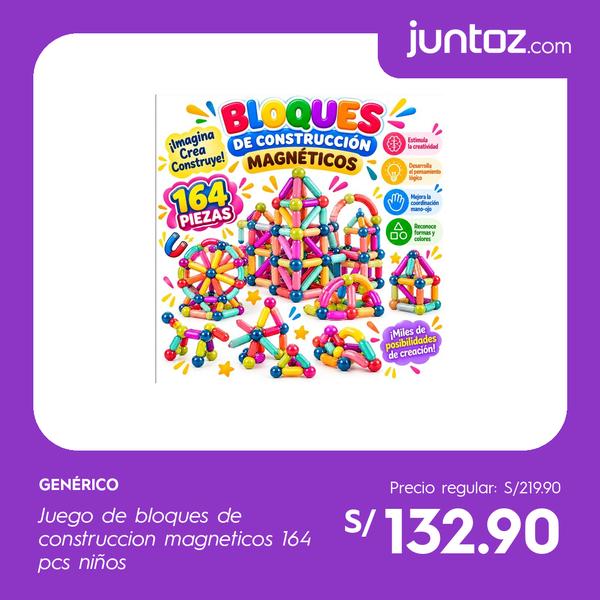 juntoz.com
BLOQUES
DE CONSTRUCCIÓN
MAGNÉTICOS
¡Imagina
Crea
Construye!
164
PIEZAS
Estimula
la creatividad
Desarrolla
el pensamiento
lógico
Mejora la
coordinación
mano-ojo
Reconoce
formas y
colores
¡Miles de
posibilidades
de creación!
GENÉRICO
Juego de bloques de
construccion magneticos 164
pcs niños
Precio regular: S/219.90
S/132.90